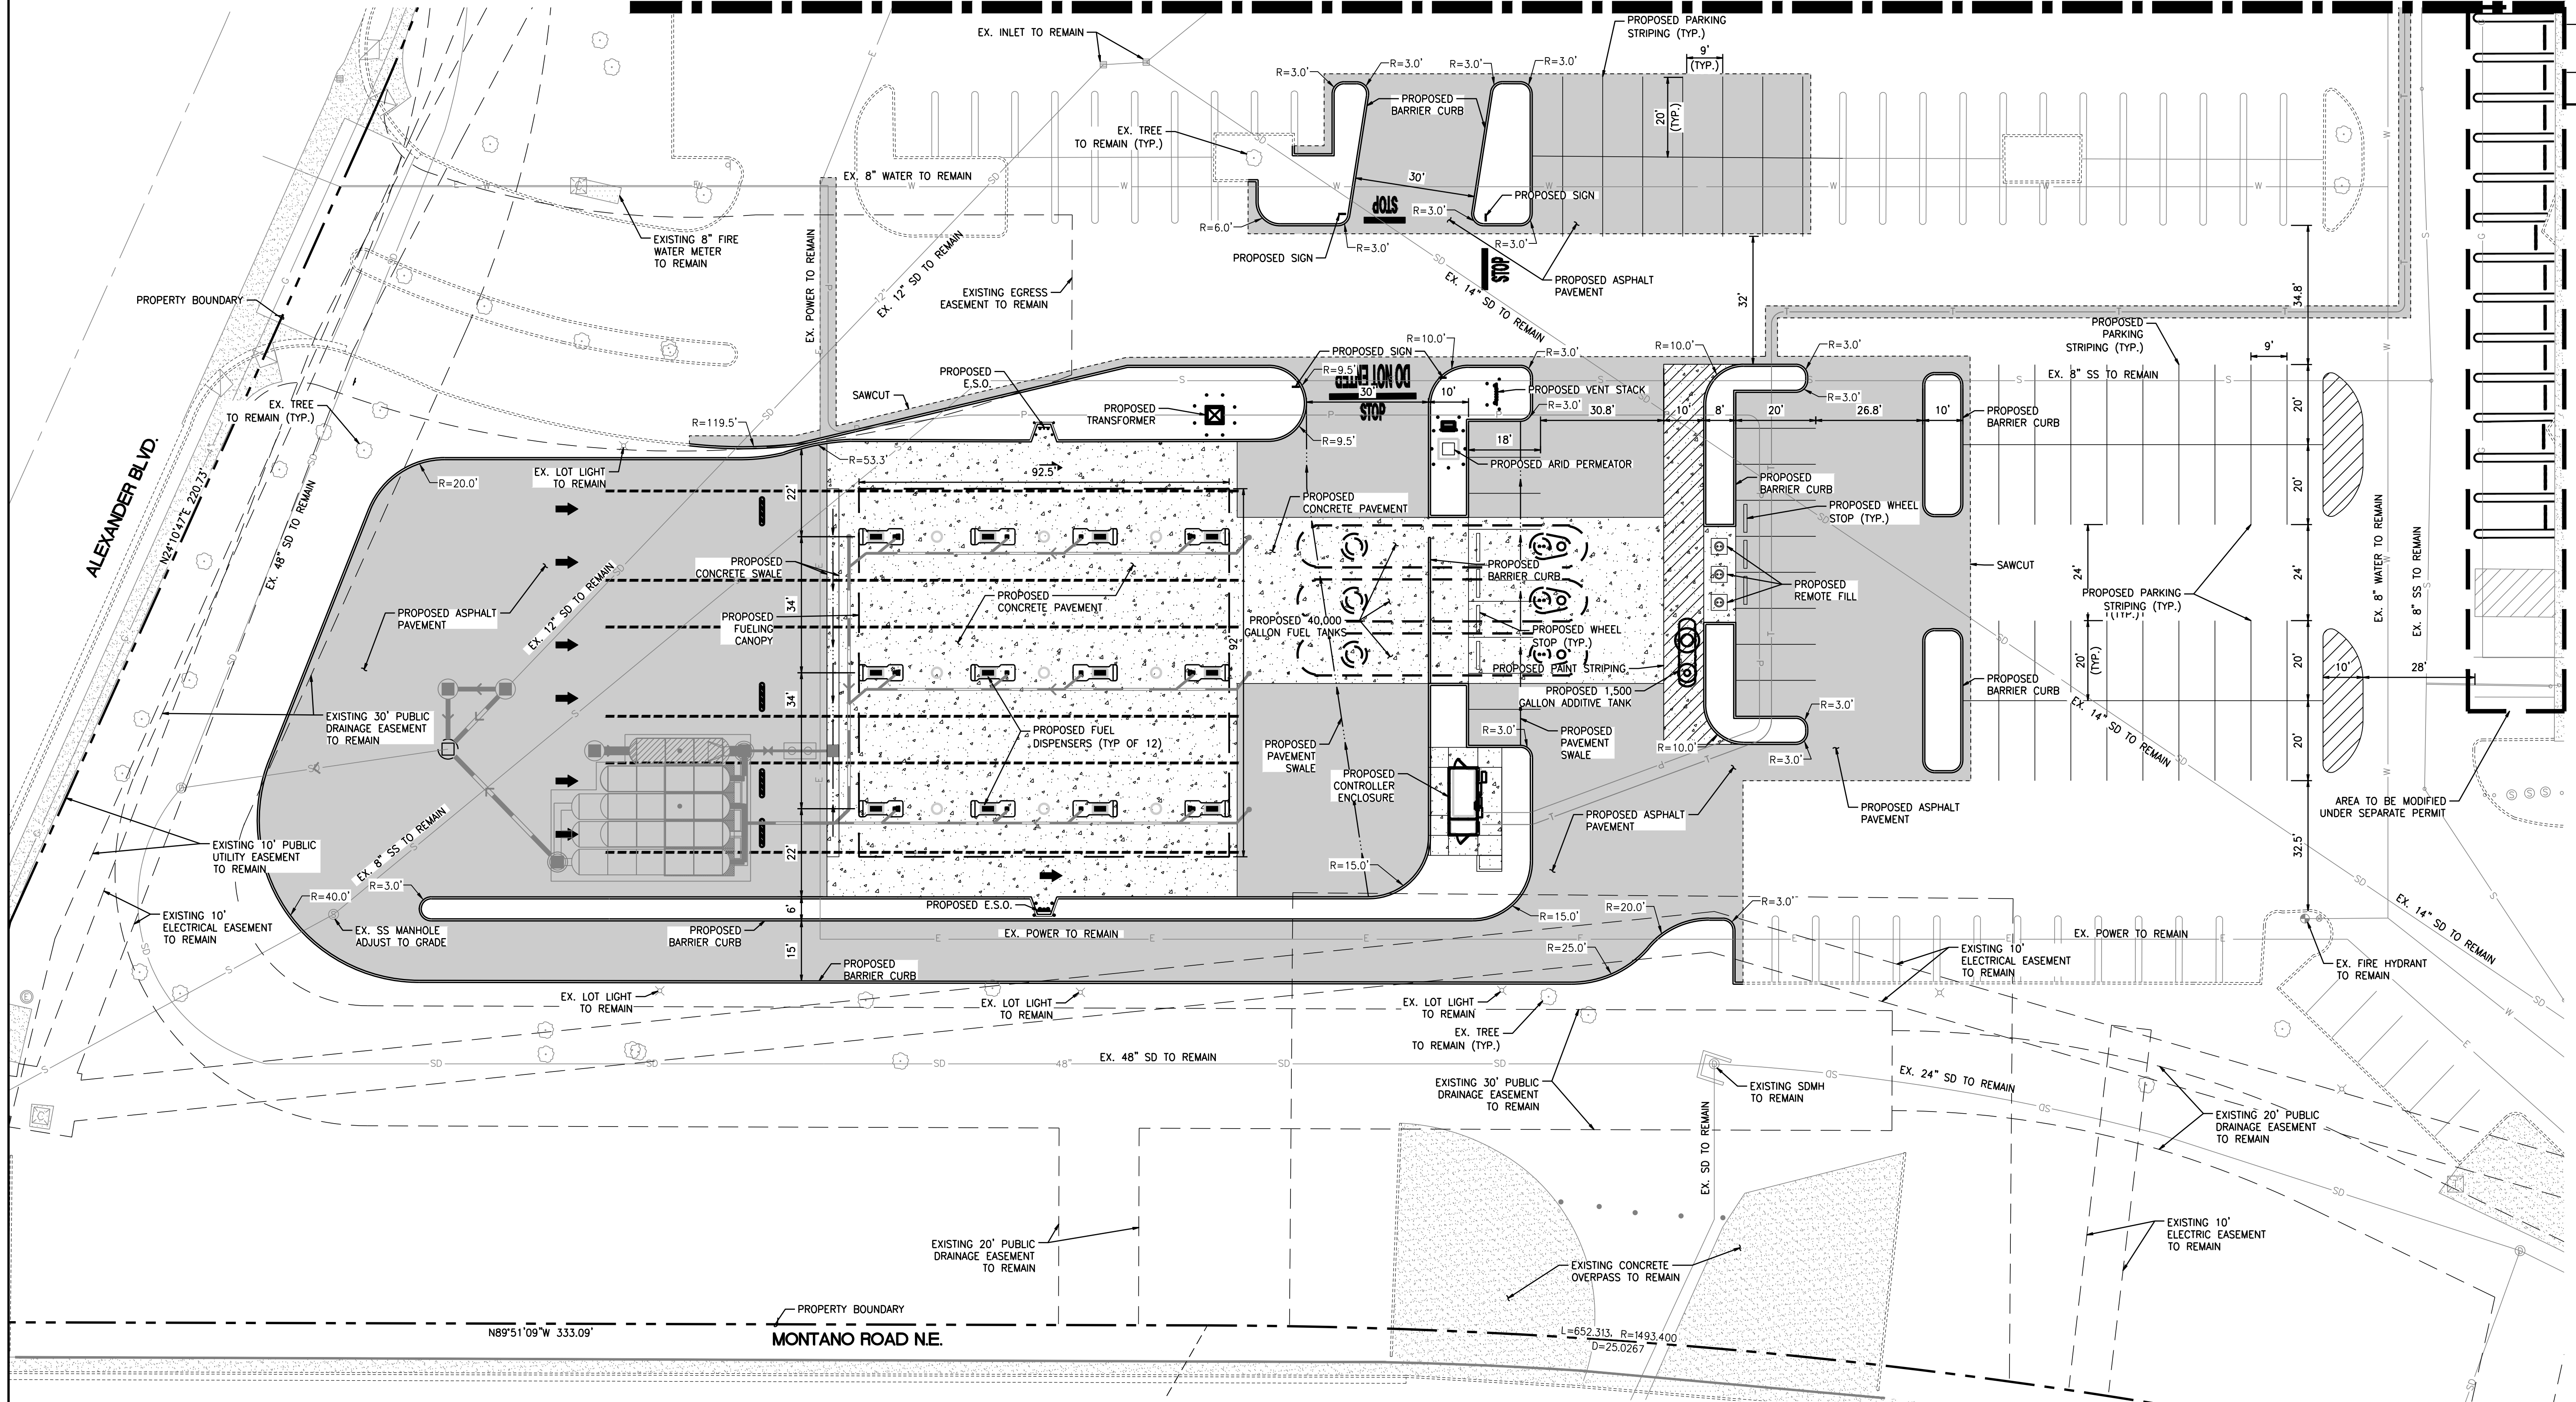 EX. INLET TO REMAIN
PROPOSED PARKING
STRIPING (TYP.)
9'
(TYP.)
R=3.0'
R=3.0'
R=3.0'
R=3.0'
PROPOSED
BARRIER CURB
20'
(TYP.)
EX. TREE
TO REMAIN (TYP.)
EX. 8" WATER TO REMAIN
30'
PROPOSED SIGN
STOP
R=3.0'
R=6.0'
R=3.0'
R=3.0'
PROPOSED SIGN
STOP
EXISTING 8" FIRE
WATER METER
TO REMAIN
EX. POWER TO REMAIN
12"
EX. 12" SD TO REMAIN
EXISTING EGRESS
EASEMENT TO REMAIN
EX. 14" SD TO REMAIN
PROPOSED ASPHALT
PAVEMENT
32'
34.8'
PROPERTY BOUNDARY
PROPOSED
PARKING
STRIPING (TYP.)
9'
R=10.0'
PROPOSED SIGN
R=3.0'
R=10.0'
R=3.0'
PROPOSED
E.S.O.
R=9.5'
DO NOT ENTER
STOP
30'
10'
PROPOSED VENT STACK
EX. 8" SS TO REMAIN
SAWCUT
PROPOSED
TRANSFORMER
R=3.0'
30.8'
10'
8'
20'
26.8'
10'
R=3.0'
PROPOSED
BARRIER CURB
20'
EX. TREE
TO REMAIN (TYP.)
R=119.5'
R=9.5'
18'
ALEXANDER BLVD.
N24°10'47"E 220.73'
EX. 48" SD TO REMAIN
R=20.0'
EX. LOT LIGHT
TO REMAIN
R=53.3'
92.5'
PROPOSED ARID PERMEATOR
PROPOSED
BARRIER CURB
20'
22'
PROPOSED
CONCRETE PAVEMENT
PROPOSED WHEEL
STOP (TYP.)
EX. 8" WATER TO REMAIN
EX. 8" SS TO REMAIN
PROPOSED
CONCRETE SWALE
EX. 12" SD TO REMAIN
PROPOSED
BARRIER CURB
SAWCUT
24'
24'
PROPOSED
REMOTE FILL
PROPOSED PARKING
STRIPING (TYP.)
(TYP.)
PROPOSED ASPHALT
PAVEMENT
34'
PROPOSED
FUELING
CANOPY
PROPOSED
CONCRETE PAVEMENT
PROPOSED 40,000
GALLON FUEL TANKS
92'
PROPOSED WHEEL
STOP (TYP.)
PROPOSED PAINT STRIPING
20'
(TYP.)
20'
10'
28'
EXISTING 30' PUBLIC
DRAINAGE EASEMENT
TO REMAIN
34'
PROPOSED 1,500
GALLON ADDITIVE TANK
PROPOSED
BARRIER CURB
EX. 14" SD TO REMAIN
R=3.0'
PROPOSED FUEL
DISPENSERS (TYP OF 12)
PROPOSED
PAVEMENT
SWALE
R=3.0'
PROPOSED
PAVEMENT
SWALE
R=10.0'
R=3.0'
20'
PROPOSED
CONTROLLER
ENCLOSURE
PROPOSED ASPHALT
PAVEMENT
PROPOSED ASPHALT
PAVEMENT
AREA TO BE MODIFIED
UNDER SEPARATE PERMIT
EXISTING 10' PUBLIC
UTILITY EASEMENT
TO REMAIN
EX. 8" SS TO REMAIN
22'
R=15.0'
32.5'
R=40.0'
R=3.0'
EXISTING 10'
ELECTRICAL EASEMENT
TO REMAIN
EX. SS MANHOLE
ADJUST TO GRADE
6'
PROPOSED E.S.O.
PROPOSED
BARRIER CURB
EX. POWER TO REMAIN
R=15.0'
R=20.0'
R=3.0'
EX. POWER TO REMAIN
EX. 14" SD TO REMAIN
15'
PROPOSED
BARRIER CURB
R=25.0'
EXISTING 10'
ELECTRICAL EASEMENT
TO REMAIN
EX. FIRE HYDRANT
TO REMAIN
EX. LOT LIGHT
TO REMAIN
EX. LOT LIGHT
TO REMAIN
EX. LOT LIGHT
TO REMAIN
EX. TREE
TO REMAIN (TYP.)
48"
EX. 48" SD TO REMAIN
EXISTING 30' PUBLIC
DRAINAGE EASEMENT
TO REMAIN
EXISTING SDMH
TO REMAIN
EX. 24" SD TO REMAIN
EX. SD TO REMAIN
EXISTING 20' PUBLIC
DRAINAGE EASEMENT
TO REMAIN
EXISTING 20' PUBLIC
DRAINAGE EASEMENT
TO REMAIN
EXISTING CONCRETE
OVERPASS TO REMAIN
EXISTING 10'
ELECTRIC EASEMENT
TO REMAIN
PROPERTY BOUNDARY
N89°51'09"W 333.09'
MONTANO ROAD N.E.
L=652.313, R=1493.400
D=25.0267